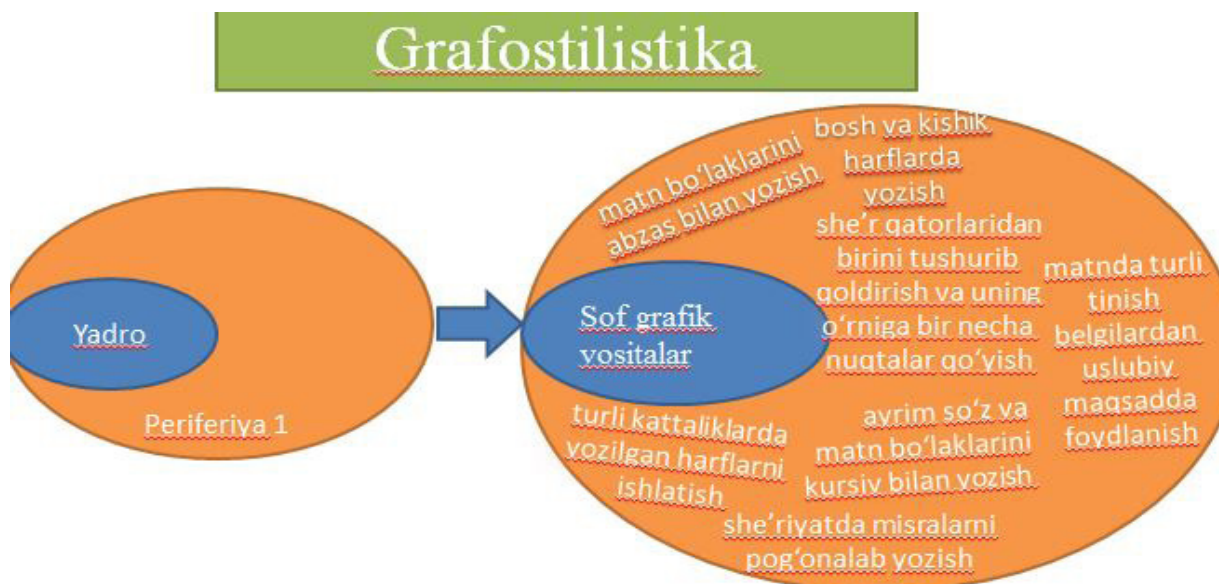 Grafostilistika
Yadro
Periferiya 1
matn bo‘laklarini
abzas bilan yozish
bosh va kishik
harflarda
yozish
she’r qatorlaridan
birini tushurib
qoldirish va uning
o‘rniga bir necha
nuqtalar qo‘yish
matnda turli
tinish
belgilardan
uslubiy
maqsadda
foydlanish
Sof grafik
vositalar
turli kattaliklarda
yozilgan harflarni
ishlatish
ayrim so‘z va
matn bo‘laklarini
kursiv bilan yozish
she’riyatda misralarni
pog‘onalab yozish